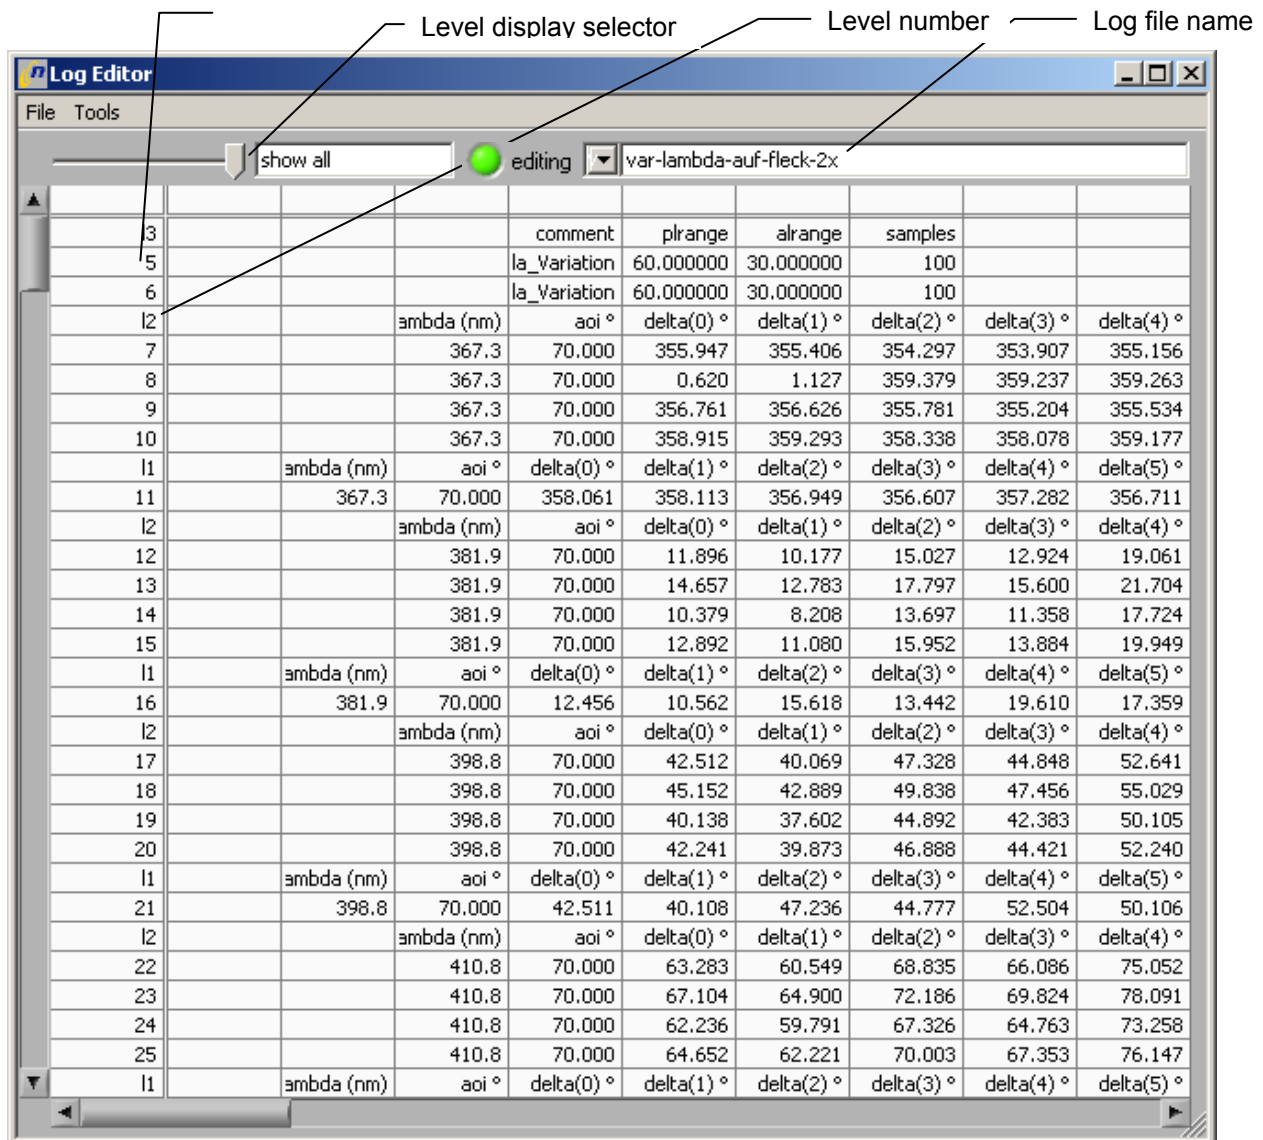 Level display selector Level number Log file name
Log Editor
File Tools
show all editing var-lambda-auf-fleck-2x
l3 comment plrange alrange samples
5 la_Variation 60.000000 30.000000 100
6 la_Variation 60.000000 30.000000 100
l2 ambda (nm) aoi ° delta(0) ° delta(1) ° delta(2) ° delta(3) ° delta(4) °
7 367.3 70.000 355.947 355.406 354.297 353.907 355.156
8 367.3 70.000 0.620 1.127 359.379 359.237 359.263
9 367.3 70.000 356.761 356.626 355.781 355.204 355.534
10 367.3 70.000 358.915 359.293 358.338 358.078 359.177
l1 ambda (nm) aoi ° delta(0) ° delta(1) ° delta(2) ° delta(3) ° delta(4) ° delta(5) °
11 367.3 70.000 358.061 358.113 356.949 356.607 357.282 356.711
l2 ambda (nm) aoi ° delta(0) ° delta(1) ° delta(2) ° delta(3) ° delta(4) °
12 381.9 70.000 11.896 10.177 15.027 12.924 19.061
13 381.9 70.000 14.657 12.783 17.797 15.600 21.704
14 381.9 70.000 10.379 8.208 13.697 11.358 17.724
15 381.9 70.000 12.892 11.080 15.952 13.884 19.949
l1 ambda (nm) aoi ° delta(0) ° delta(1) ° delta(2) ° delta(3) ° delta(4) ° delta(5) °
16 381.9 70.000 12.456 10.562 15.618 13.442 19.610 17.359
l2 ambda (nm) aoi ° delta(0) ° delta(1) ° delta(2) ° delta(3) ° delta(4) °
17 398.8 70.000 42.512 40.069 47.328 44.848 52.641
18 398.8 70.000 45.152 42.889 49.838 47.456 55.029
19 398.8 70.000 40.138 37.602 44.892 42.383 50.105
20 398.8 70.000 42.241 39.873 46.888 44.421 52.240
l1 ambda (nm) aoi ° delta(0) ° delta(1) ° delta(2) ° delta(3) ° delta(4) ° delta(5) °
21 398.8 70.000 42.511 40.108 47.236 44.777 52.504 50.106
l2 ambda (nm) aoi ° delta(0) ° delta(1) ° delta(2) ° delta(3) ° delta(4) °
22 410.8 70.000 63.283 60.549 68.835 66.086 75.052
23 410.8 70.000 67.104 64.900 72.186 69.824 78.091
24 410.8 70.000 62.236 59.791 67.326 64.763 73.258
25 410.8 70.000 64.652 62.221 70.003 67.353 76.147
l1 ambda (nm) aoi ° delta(0) ° delta(1) ° delta(2) ° delta(3) ° delta(4) ° delta(5) °